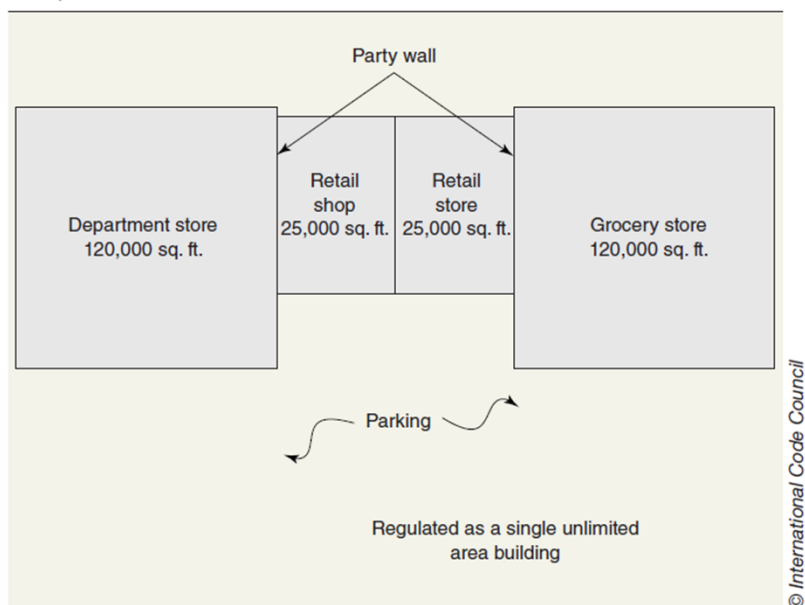 Party wall
Department store
120,000 sq. ft.
Retail
shop
25,000 sq. ft.
Retail
store
25,000 sq. ft.
Grocery store
120,000 sq. ft.
Parking
Regulated as a single unlimited
area building
© International Code Council